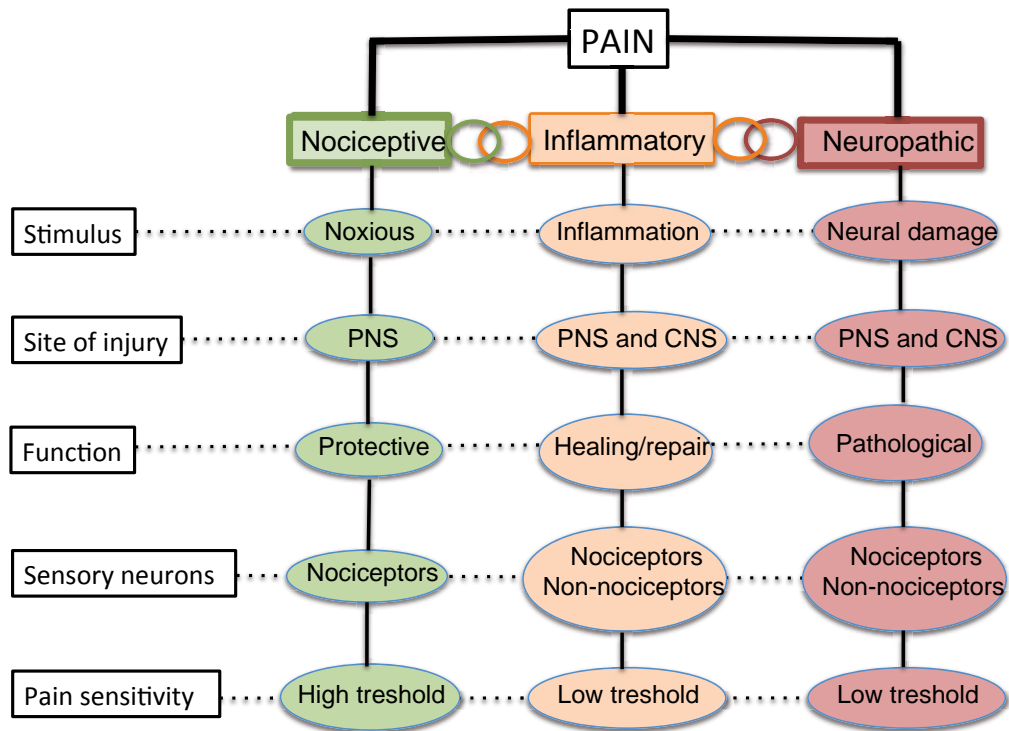 PAIN
Nociceptive
Inflammatory
Neuropathic
Stimulus
Noxious
Inflammation
Neural damage
Site of injury
PNS
PNS and CNS
PNS and CNS
Function
Protective
Healing/repair
Pathological
Sensory neurons
Nociceptors
Nociceptors
Non-nociceptors
Nociceptors
Non-nociceptors
Pain sensitivity
High treshold
Low treshold
Low treshold